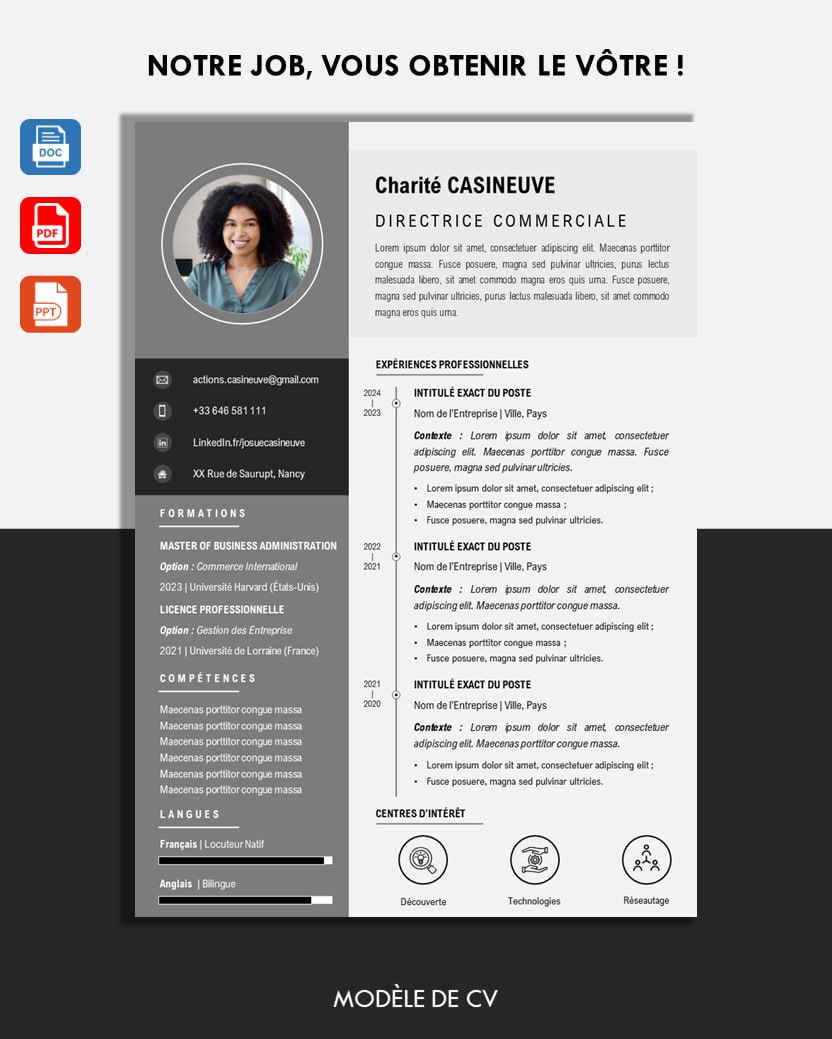 NOTRE JOB, VOUS OBTENIR LE VÔTRE !
DOC
PDF
PPT
Charité CASINEUVE
DIRECTRICE COMMERCIALE
Lorem ipsum dolor sit amet, consectetuer adipiscing elit. Maecenas porttitor
congue massa. Fusce posuere, magna sed pulvinar ultricies, purus lectus
malesuada libero, sit amet commodo magna eros quis urna. Fusce posuere,
magna sed pulvinar ultricies, purus lectus malesuada libero, sit amet commodo
magna eros quis urna.
actions.casineuve@gmail.com
+33 646 581 111
in
LinkedIn.fr/josuecasineuve
XX Rue de Saurupt, Nancy
FORMATIONS
MASTER OF BUSINESS ADMINISTRATION
Option : Commerce International
2023 | Université Harvard (États-Unis)
LICENCE PROFESSIONNELLE
Option : Gestion des Entreprise
2021 | Université de Lorraine (France)
COMPÉTENCES
Maecenas porttitor congue massa
Maecenas porttitor congue massa
Maecenas porttitor congue massa
Maecenas porttitor congue massa
Maecenas porttitor congue massa
Maecenas porttitor congue massa
LANGUES
Français | Locuteur Natif
Anglais | Bilingue
EXPÉRIENCES PROFESSIONNELLES
2024
|
2023
INTITULÉ EXACT DU POSTE
Nom de l'Entreprise | Ville, Pays
Contexte : Lorem ipsum dolor sit amet, consectetuer
adipiscing elit. Maecenas porttitor congue massa. Fusce
posuere, magna sed pulvinar ultricies.
• Lorem ipsum dolor sit amet, consectetuer adipiscing elit ;
• Maecenas porttitor congue massa ;
• Fusce posuere, magna sed pulvinar ultricies.
2022
|
2021
INTITULÉ EXACT DU POSTE
Nom de l'Entreprise | Ville, Pays
Contexte : Lorem ipsum dolor sit amet, consectetuer
adipiscing elit. Maecenas porttitor congue massa.
• Lorem ipsum dolor sit amet, consectetuer adipiscing elit ;
• Maecenas porttitor congue massa ;
• Fusce posuere, magna sed pulvinar ultricies.
2021
|
2020
INTITULÉ EXACT DU POSTE
Nom de l'Entreprise | Ville, Pays
Contexte : Lorem ipsum dolor sit amet, consectetuer
adipiscing elit. Maecenas porttitor congue massa.
• Lorem ipsum dolor sit amet, consectetuer adipiscing elit ;
• Fusce posuere, magna sed pulvinar ultricies.
CENTRES D'INTÉRÊT
Découverte
Technologies
Réseautage
MODÈLE DE CV